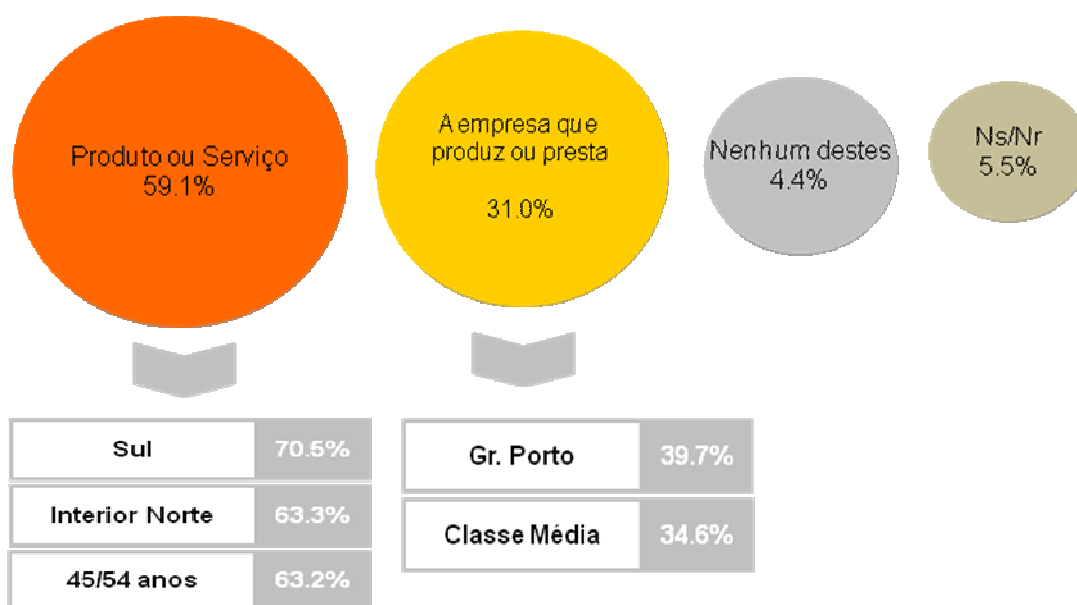 Produto ou Serviço
59.1%
A empresa que
produz ou presta
31.0%
Nenhum destes
4.4%
Ns/Nr
5.5%
Sul 70.5%
Interior Norte 63.3%
45/54 anos 63.2%
Gr. Porto 39.7%
Classe Média 34.6%